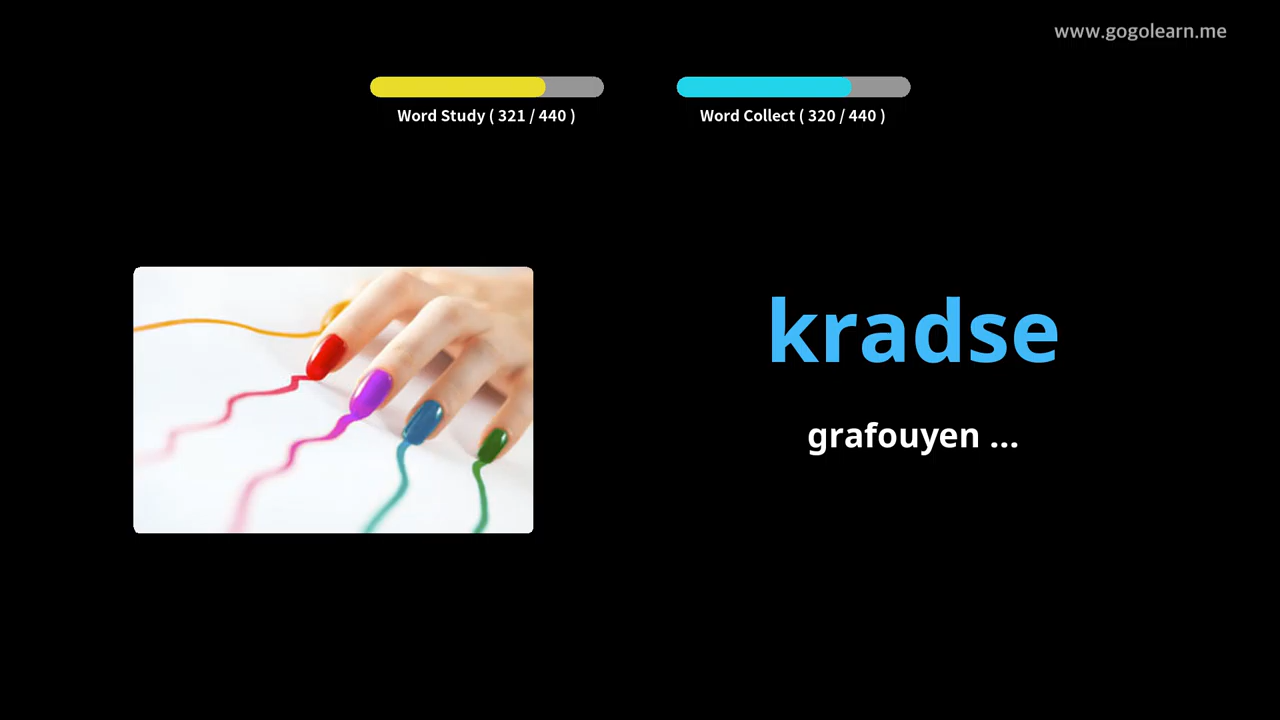 www.gogolearn.me
Word Study ( 321 / 440 )
Word Collect ( 320 / 440 )
kradse
grafouyen ...